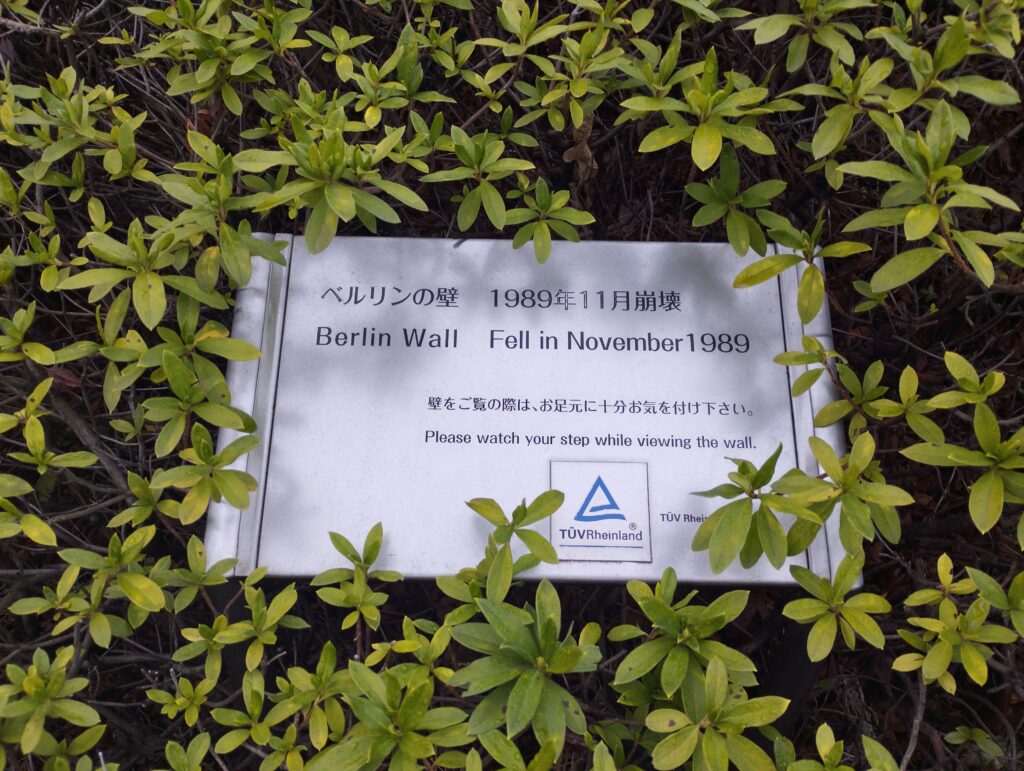 ベルリンの壁　1989年11月崩壊
Berlin Wall Fell in November1989
壁をご覧の際は、お足元に十分お気を付け下さい。
Please watch your step while viewing the wall.
TÜVRheinland®
TÜV